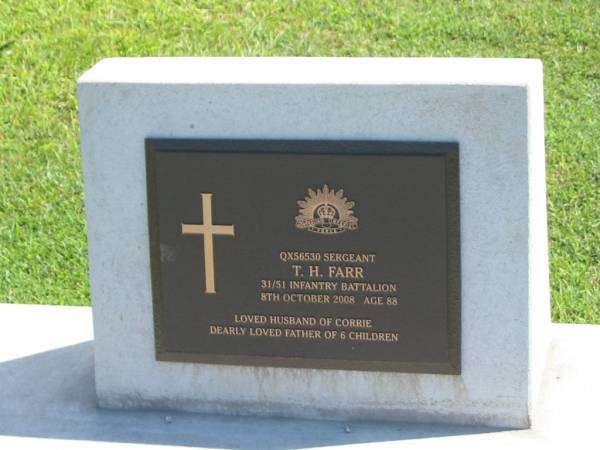 QX56530 SERGEANT
T. H. FARR
31/51 INFANTRY BATTALION
8TH OCTOBER 2008 AGE 88
LOVED HUSBAND OF CORRIE
DEARLY LOVED FATHER OF 6 CHILDREN